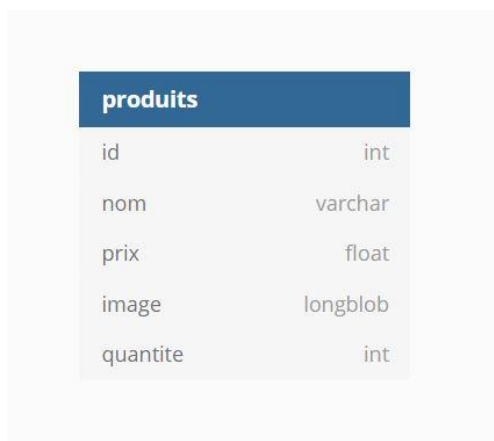 produits
id int
nom varchar
prix float
image longblob
quantite int